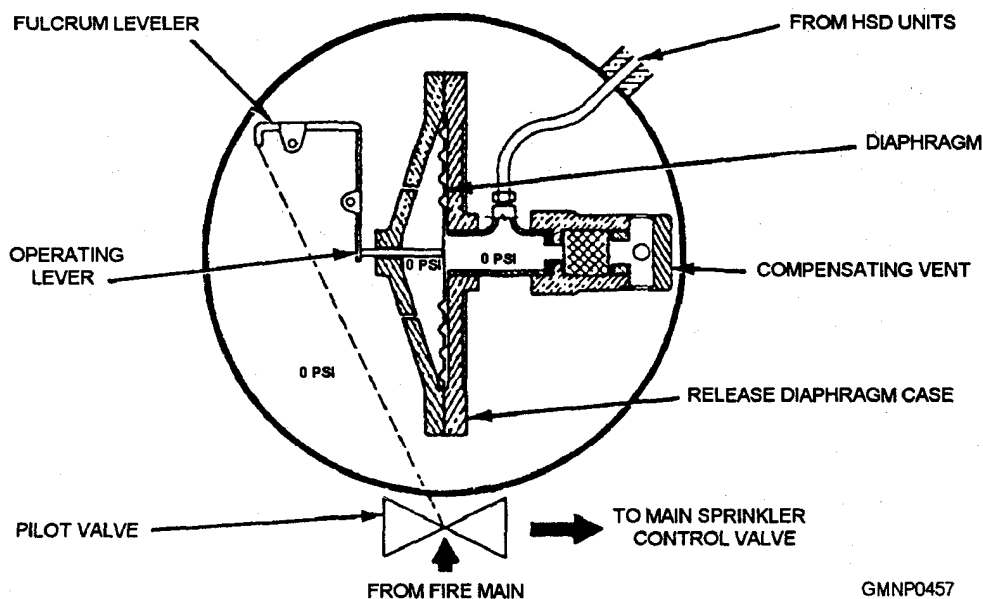 FULCRUM LEVELER
FROM HSD UNITS
DIAPHRAGM
OPERATING
LEVER
0 PSI
0 PSI
COMPENSATING VENT
0 PSI
RELEASE DIAPHRAGM CASE
PILOT VALVE
TO MAIN SPRINKLER
CONTROL VALVE
FROM FIRE MAIN
GMNP0457